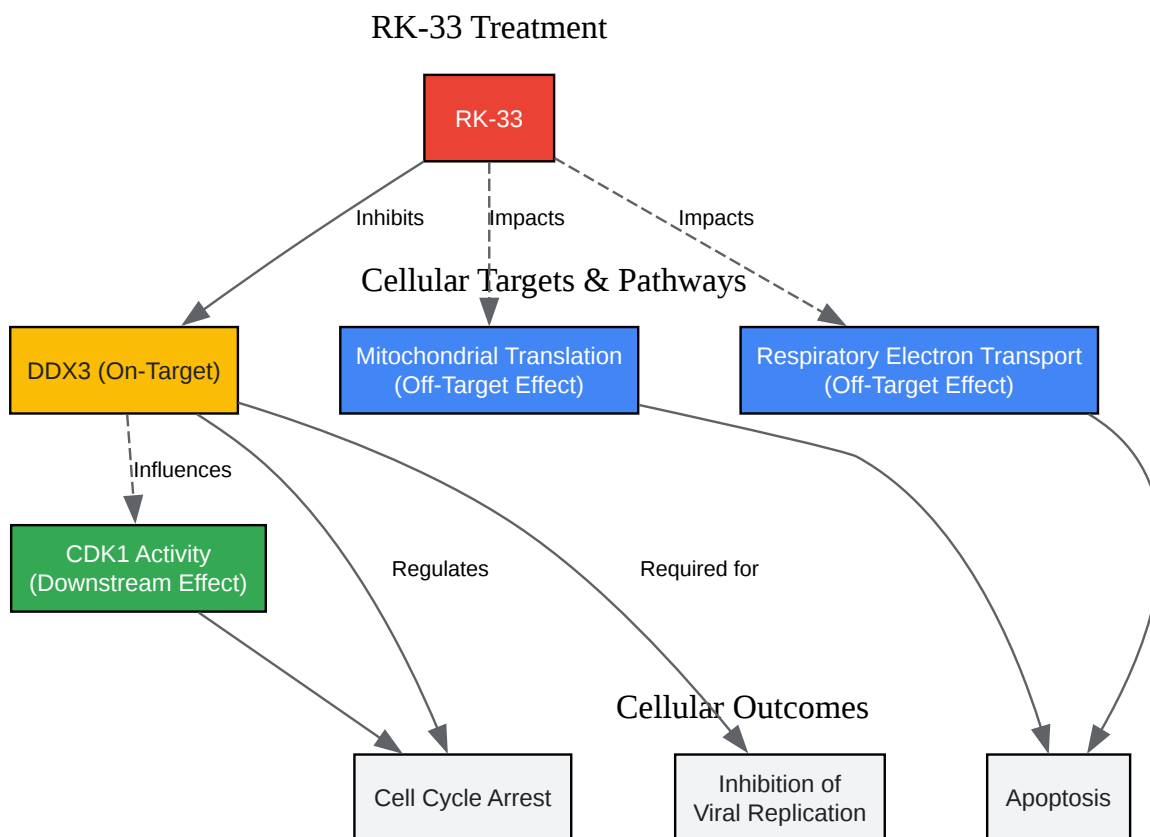 RK-33 Treatment
RK-33
Inhibits
Impacts
Impacts
Cellular Targets & Pathways
DDX3 (On-Target)
Mitochondrial Translation
(Off-Target Effect)
Respiratory Electron Transport
(Off-Target Effect)
Influences
CDK1 Activity
(Downstream Effect)
Regulates
Required for
Cellular Outcomes
Cell Cycle Arrest
Inhibition of
Viral Replication
Apoptosis